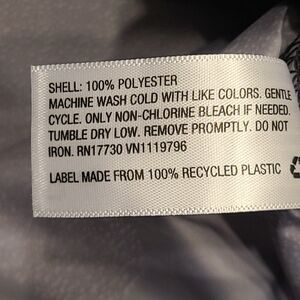 SHELL: 100% POLYESTER
MACHINE WASH COLD WITH LIKE COLORS. GENTLE
CYCLE. ONLY NON-CHLORINE BLEACH IF NEEDED.
TUMBLE DRY LOW. REMOVE PROMPTLY. DO NOT
IRON. RN17730 VN1119796
LABEL MADE FROM 100% RECYCLED PLASTIC